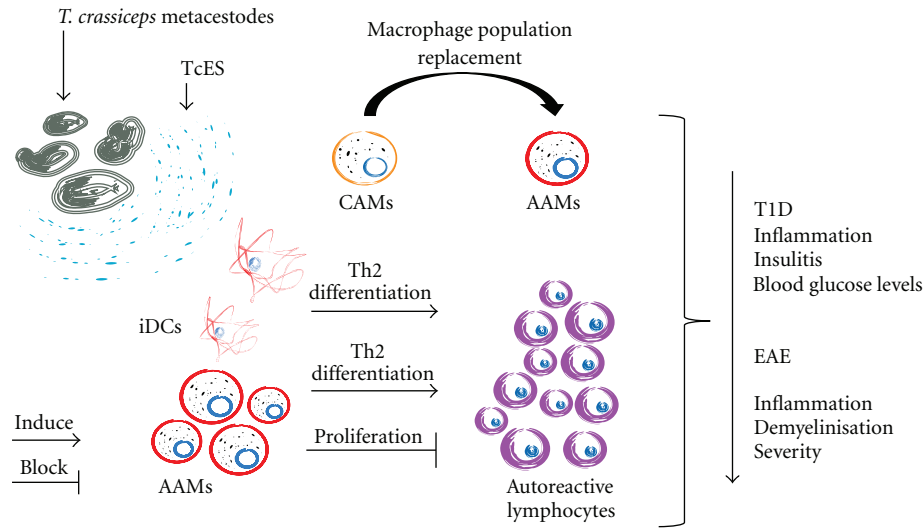 T. crassiceps metacestodes
TcES
Macrophage population
replacement
CAMs
AAMs
iDCs
Th2
differentiation
Th2
differentiation
Proliferation
AAMs
Autoreactive
lymphocytes
Induce
Block
T1D
Inflammation
Insulitis
Blood glucose levels
EAE
Inflammation
Demyelinisation
Severity